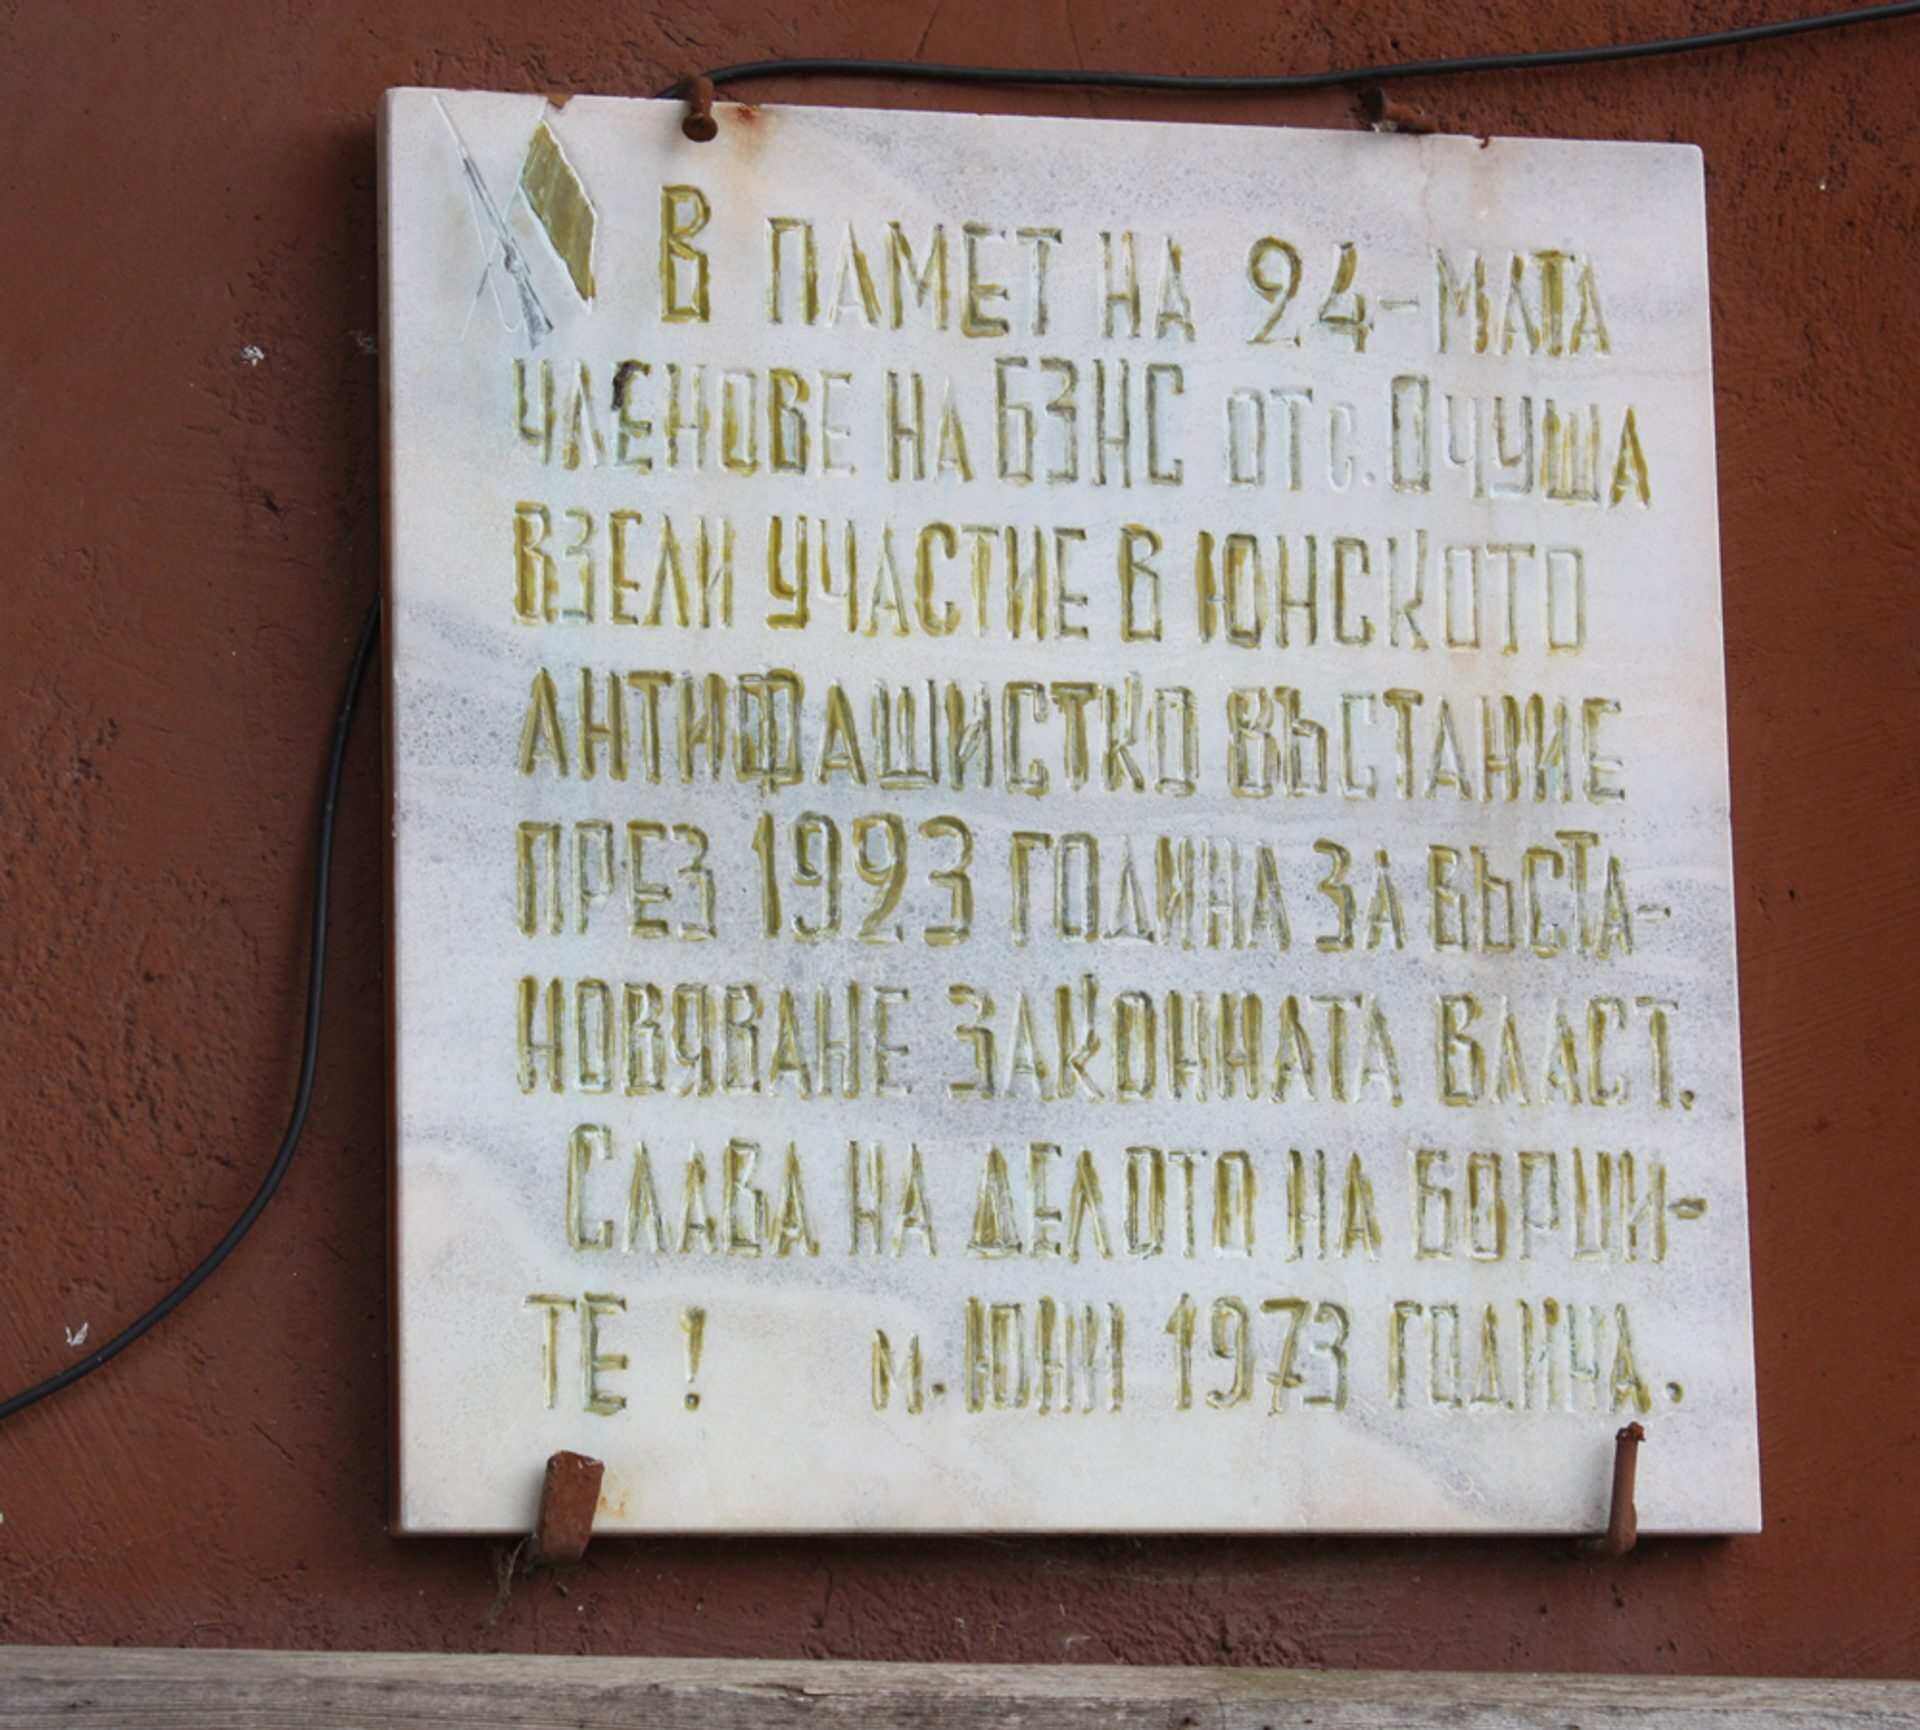 В ПАМЕТ НА 24-МАТА
ЧЛЕНОВЕ НА БЗНС ОТ С. ОЧУША
ВЗЕЛИ УЧАСТИЕ В ЮНСКОТО
АНТИФАШИСТКО ВЪСТАНИЕ
ПРЕЗ 1923 ГОДИНА ЗА ВЪСТА-
НОВЯВАНЕ ЗАКОННАТА ВЛАСТ.
СЛАВА НА ДЕЛОТО НА БОРЦИ-
ТЕ! М. ЮНИ 1973 ГОДИНА.